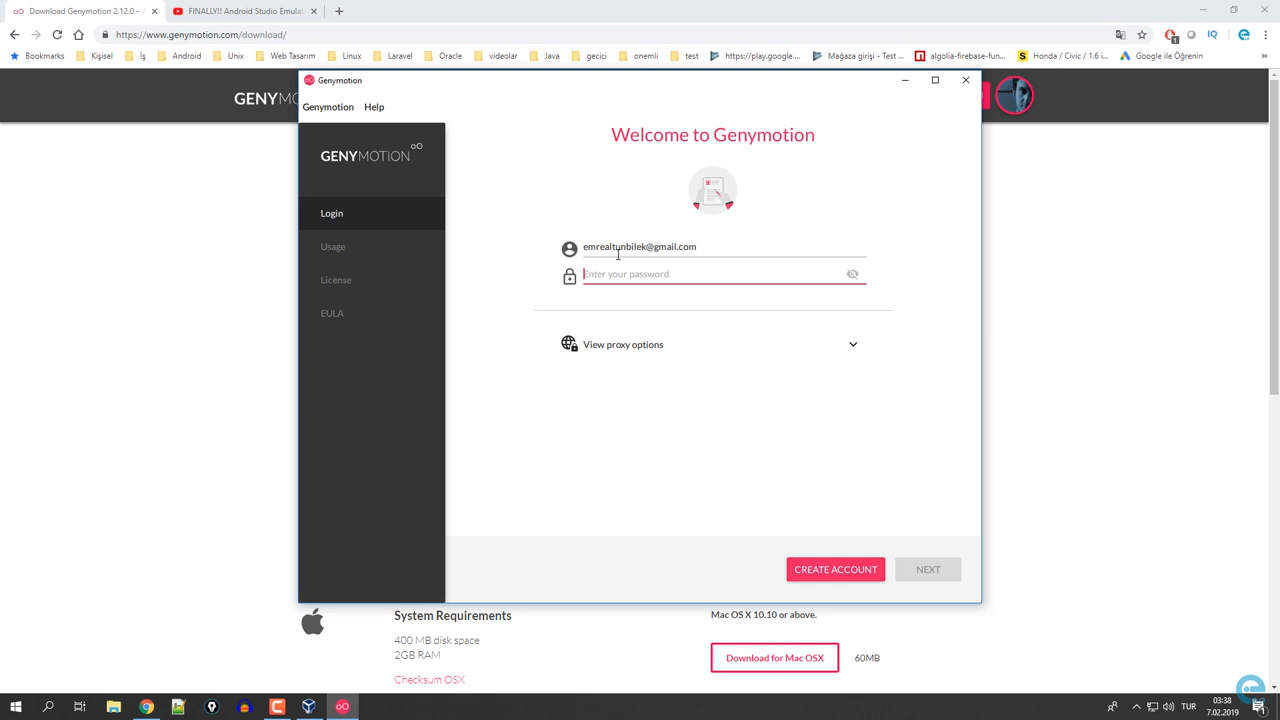 Download Genymotion 2.12.0 –
FINALLY!! Android Studio Emulat
https://www.genymotion.com/download/
Bookmarks Kişisel İş Android Unix Web Tasarım Linux Laravel Oracle videolar Java gecici onemli test https://play.google... Mağaza girişi - Test ... algolia-firebase-fun... Honda / Civic / 1.6 i... Google ile Öğrenin »
GENYMO
Genymotion
Genymotion Help
GENYMOTION
Login
Usage
License
EULA
Welcome to Genymotion
emrealtunbilek@gmail.com
Enter your password
View proxy options
CREATE ACCOUNT NEXT
System Requirements
400 MB disk space
2GB RAM
Checksum OSX
Mac OS X 10.10 or above.
Download for Mac OSX 60MB
TUR
03:38
7.02.2019